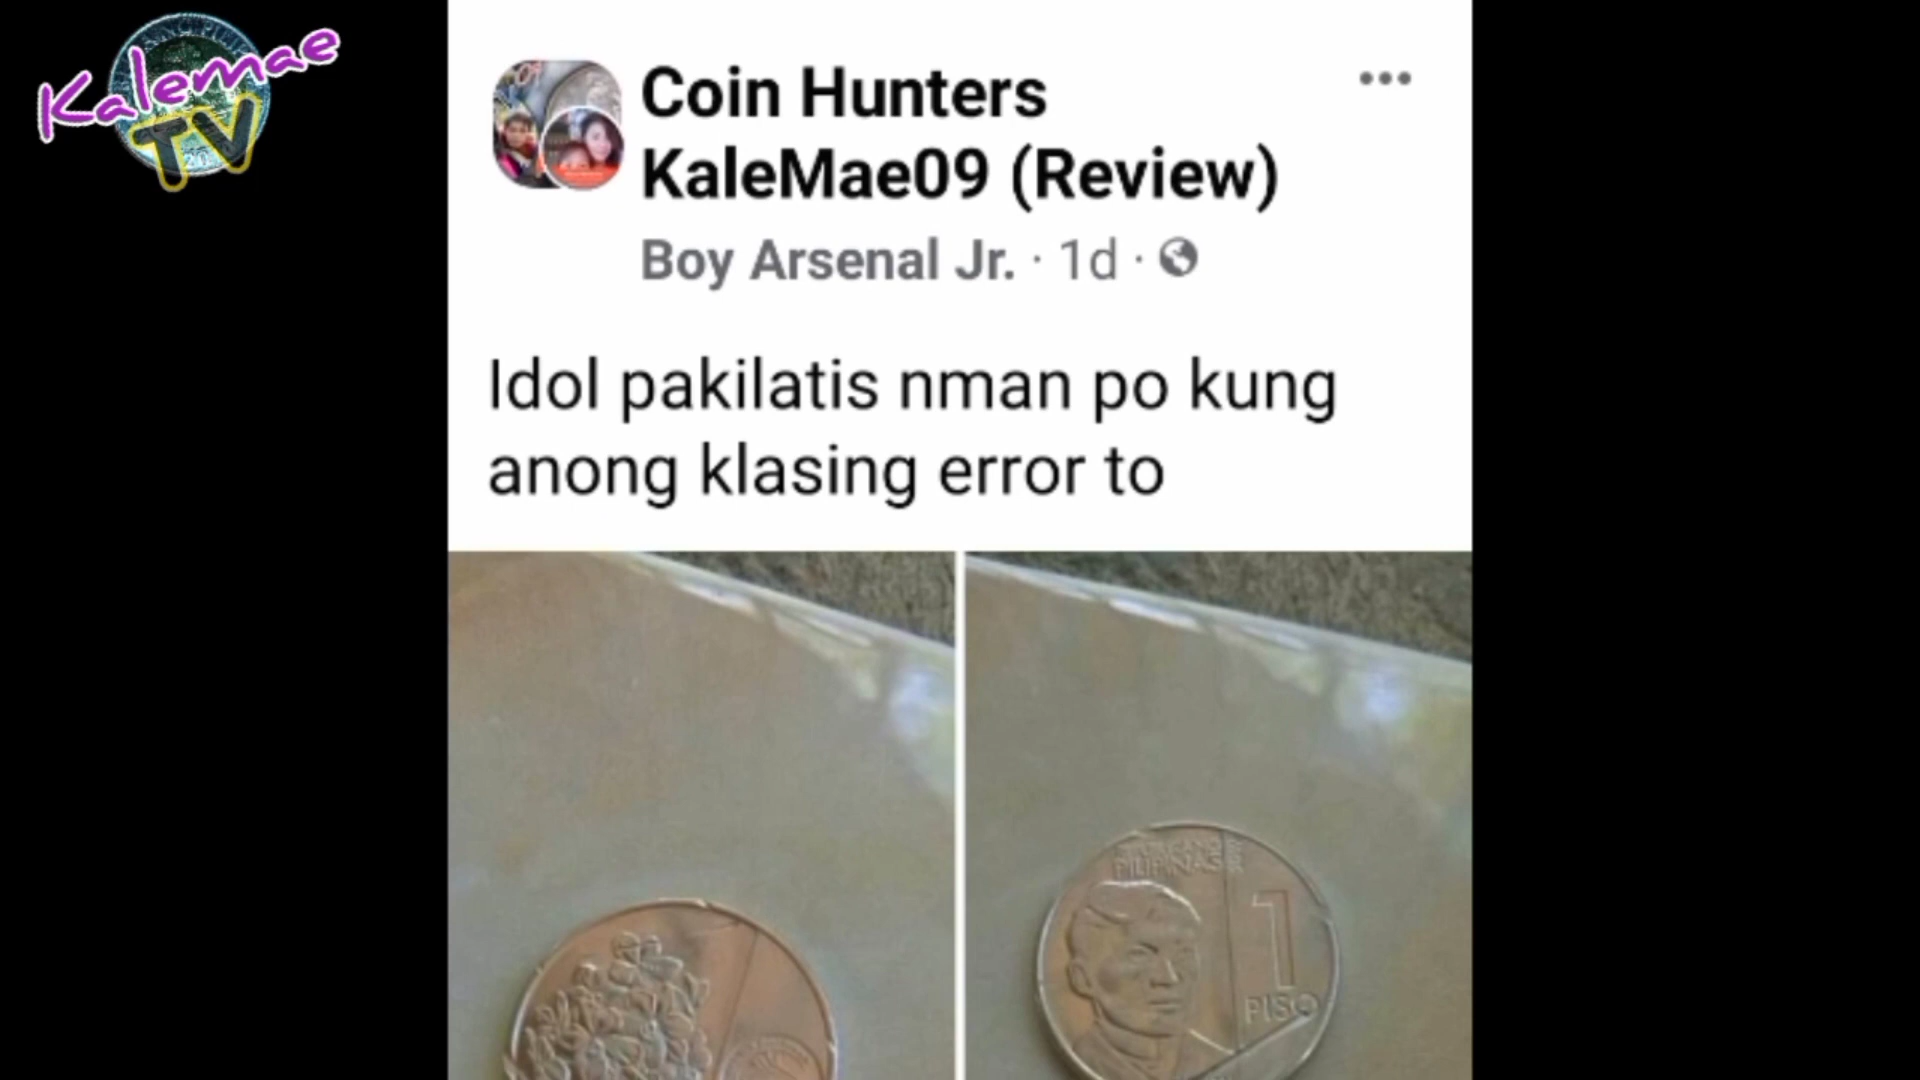 Kalemae
TV
Coin Hunters
KaleMae09 (Review)
Boy Arsenal Jr. · 1d ·
Idol pakilatis nman po kung
anong klasing error to
PILIPINAS
1
PISO